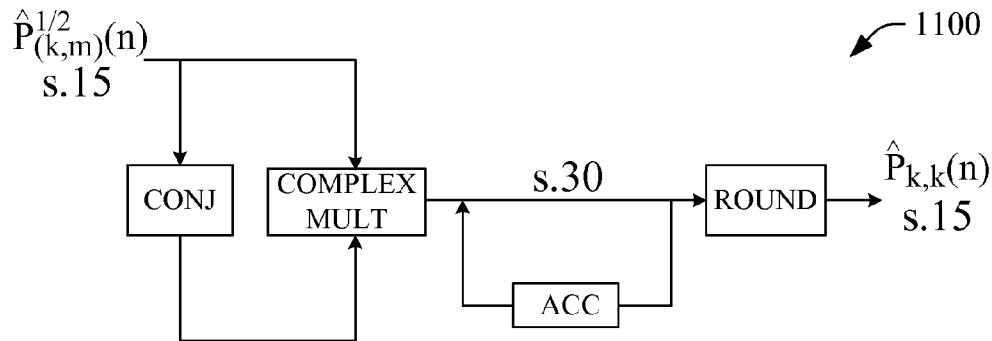 P̂^{1/2}_{(k,m)}(n)
s.15
1100
CONJ
COMPLEX
MULT
s.30
ACC
ROUND
P̂_{k,k}(n)
s.15